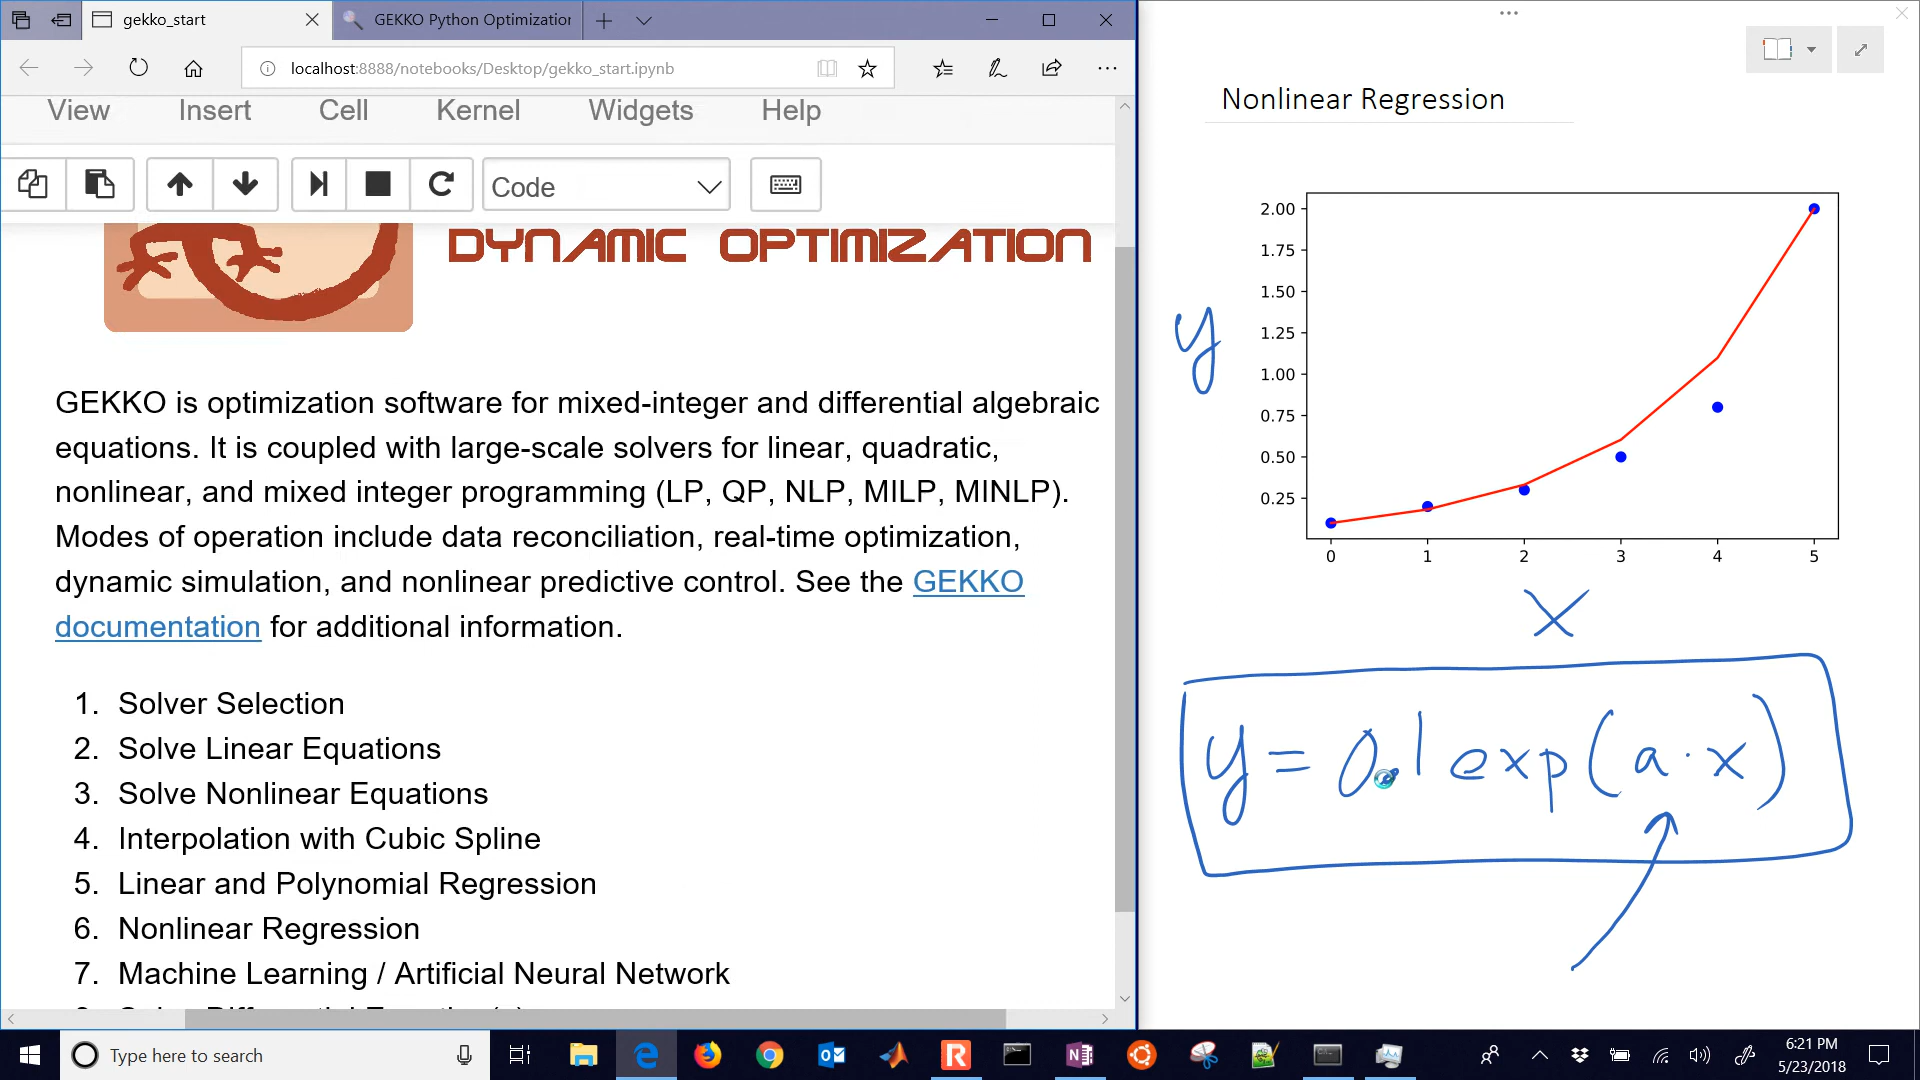 gekko_start
GEKKO Python Optimization
localhost:8888/notebooks/Desktop/gekko_start.ipynb
View Insert Cell Kernel Widgets Help
Code
DYNAMIC OPTIMIZATION
GEKKO is optimization software for mixed-integer and differential algebraic
equations. It is coupled with large-scale solvers for linear, quadratic,
nonlinear, and mixed integer programming (LP, QP, NLP, MILP, MINLP).
Modes of operation include data reconciliation, real-time optimization,
dynamic simulation, and nonlinear predictive control. See the GEKKO
documentation for additional information.
1. Solver Selection
2. Solve Linear Equations
3. Solve Nonlinear Equations
4. Interpolation with Cubic Spline
5. Linear and Polynomial Regression
6. Nonlinear Regression
7. Machine Learning / Artificial Neural Network
Nonlinear Regression
2.00
1.75
1.50
1.25
1.00
0.75
0.50
0.25
0 1 2 3 4 5
y
x
y = 0.1 exp(a·x)
Type here to search
6:21 PM
5/23/2018